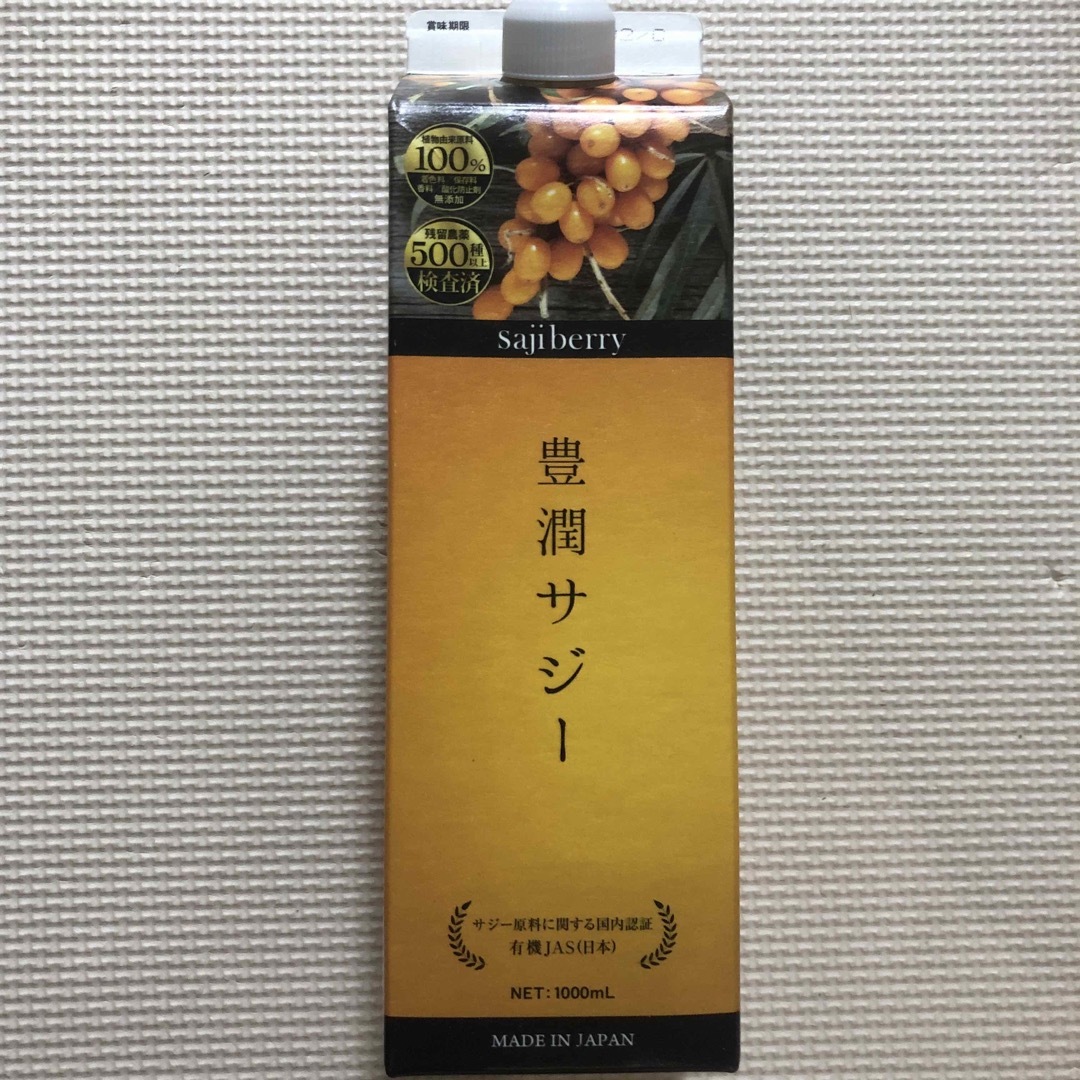 賞味期限
植物由来原料
100%
着色料 保存料
香料 酸化防止剤
無添加
残留農薬
500種以上
検査済
sajiberry
豊潤サジー
サジー原料に関する国内認証
有機JAS(日本)
NET: 1000mL
MADE IN JAPAN